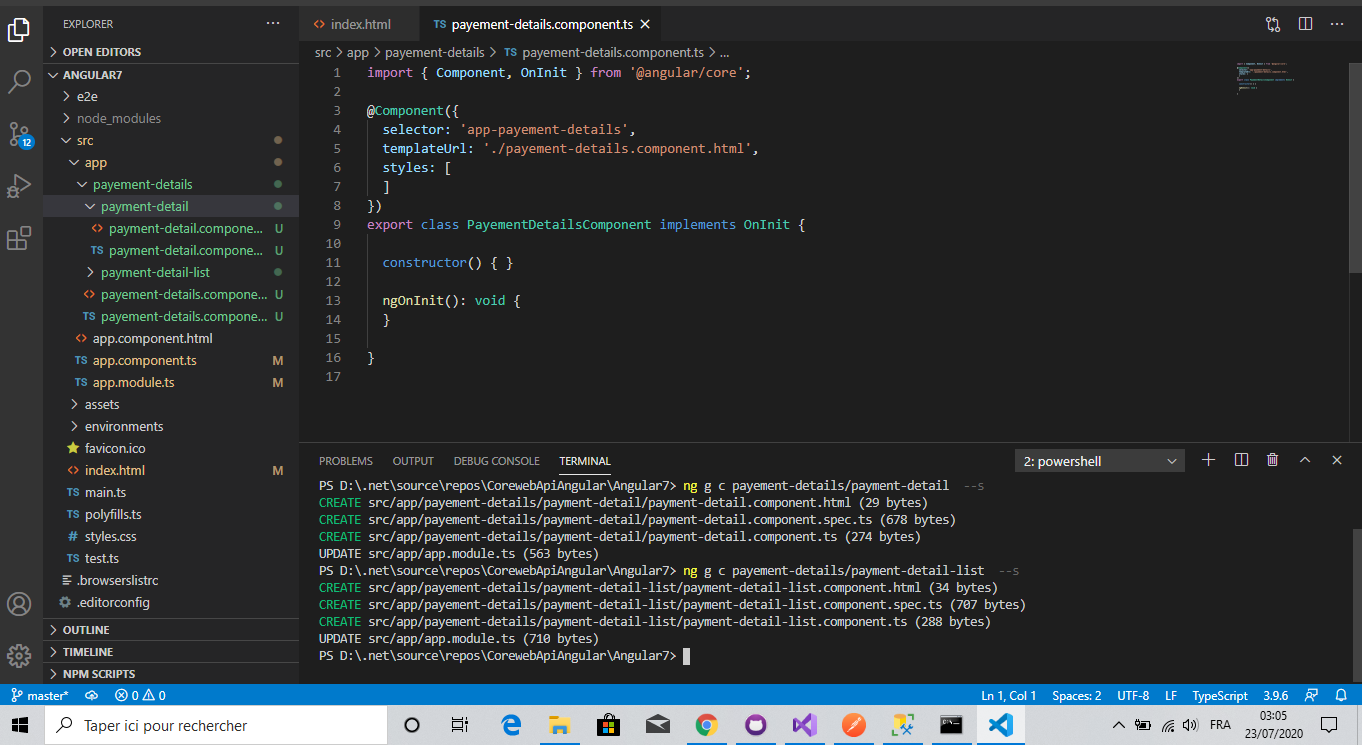 EXPLORER
OPEN EDITORS
ANGULAR7
e2e
node_modules
src
app
payement-details
payment-detail
<> payment-detail.compone... U
TS payment-detail.compone... U
payment-detail-list
<> payement-details.compone... U
TS payement-details.compone... U
<> app.component.html
TS app.component.ts M
TS app.module.ts M
assets
environments
favicon.ico
<> index.html M
TS main.ts
TS polyfills.ts
# styles.css
TS test.ts
.browserslistrc
.editorconfig
OUTLINE
TIMELINE
NPM SCRIPTS
12
<> index.html
TS payement-details.component.ts
src > app > payement-details > TS payement-details.component.ts > ...
1 import { Component, OnInit } from '@angular/core';
2
3 @Component({
4 selector: 'app-payement-details',
5 templateUrl: './payement-details.component.html',
6 styles: [
7 ]
8 })
9 export class PayementDetailsComponent implements OnInit {
10
11 constructor() { }
12
13 ngOnInit(): void {
14 }
15
16 }
17
PROBLEMS OUTPUT DEBUG CONSOLE TERMINAL
2: powershell
PS D:\.net\source\repos\CorewebApiAngular\Angular7> ng g c payement-details/payment-detail --s
CREATE src/app/payement-details/payment-detail/payment-detail.component.html (29 bytes)
CREATE src/app/payement-details/payment-detail/payment-detail.component.spec.ts (678 bytes)
CREATE src/app/payement-details/payment-detail/payment-detail.component.ts (274 bytes)
UPDATE src/app/app.module.ts (563 bytes)
PS D:\.net\source\repos\CorewebApiAngular\Angular7> ng g c payement-details/payment-detail-list --s
CREATE src/app/payement-details/payment-detail-list/payment-detail-list.component.html (34 bytes)
CREATE src/app/payement-details/payment-detail-list/payment-detail-list.component.spec.ts (707 bytes)
CREATE src/app/payement-details/payment-detail-list/payment-detail-list.component.ts (288 bytes)
UPDATE src/app/app.module.ts (710 bytes)
PS D:\.net\source\repos\CorewebApiAngular\Angular7>
master* 0 0 Ln 1, Col 1 Spaces: 2 UTF-8 LF TypeScript 3.9.6
Taper ici pour rechercher
FRA
03:05
23/07/2020